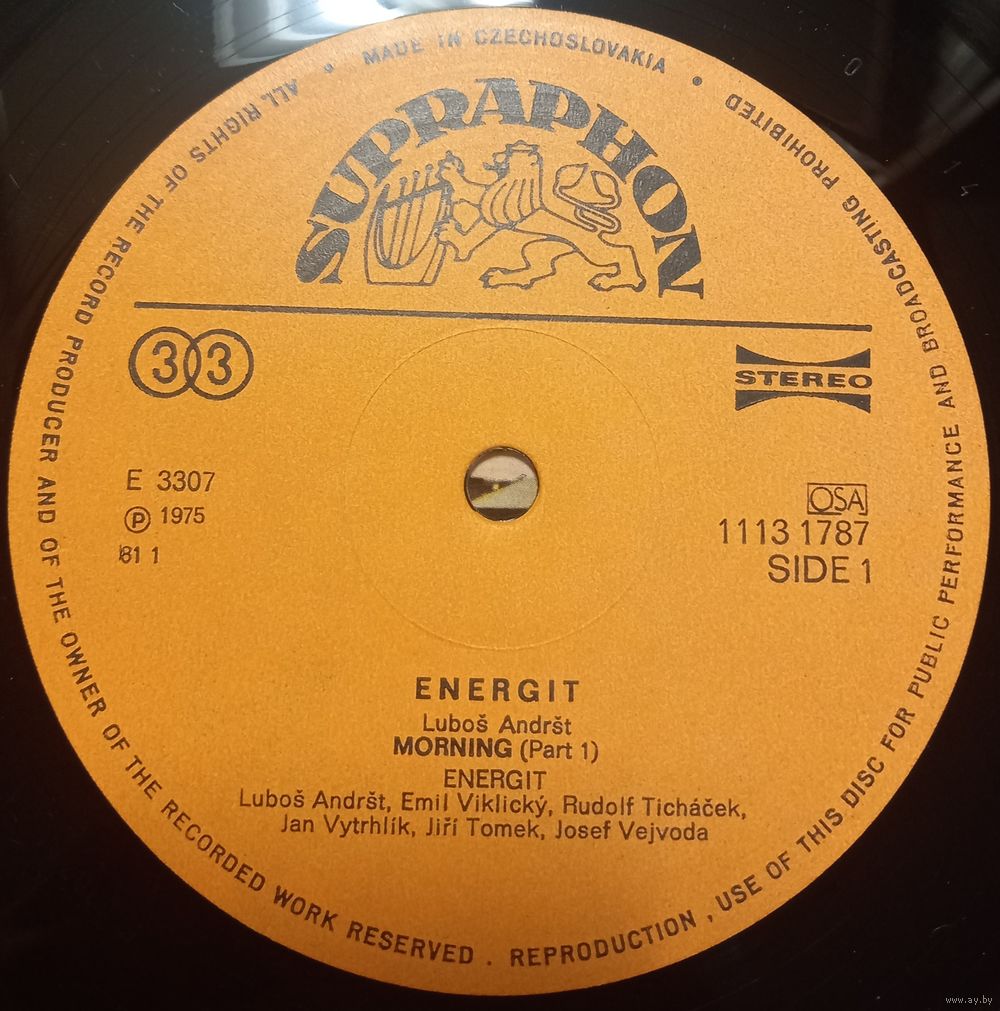 ALL RIGHTS OF THE RECORD PRODUCER AND OF THE OWNER OF THE RECORDED WORK RESERVED . REPRODUCTION , USE OF THIS DISC FOR PUBLIC PERFORMANCE AND BROADCASTING PROHIBITED
• MADE IN CZECHOSLOVAKIA •
SUPRAPHON
33
STEREO
E 3307
Ⓟ 1975
81 1
OSA
1113 1787
SIDE 1
ENERGIT
Luboš Andršt
MORNING (Part 1)
ENERGIT
Luboš Andršt, Emil Viklický, Rudolf Ticháček,
Jan Vytrhlík, Jiří Tomek, Josef Vejvoda
www.ay.by